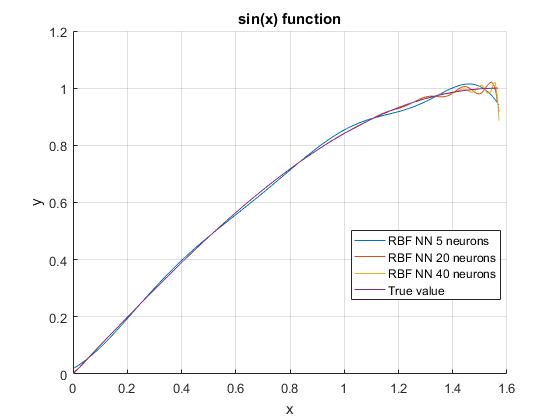 sin(x) function
1.2
1
0.8
0.6
0.4
0.2
0
y
RBF NN 5 neurons
RBF NN 20 neurons
RBF NN 40 neurons
True value
0 0.2 0.4 0.6 0.8 1 1.2 1.4 1.6
x